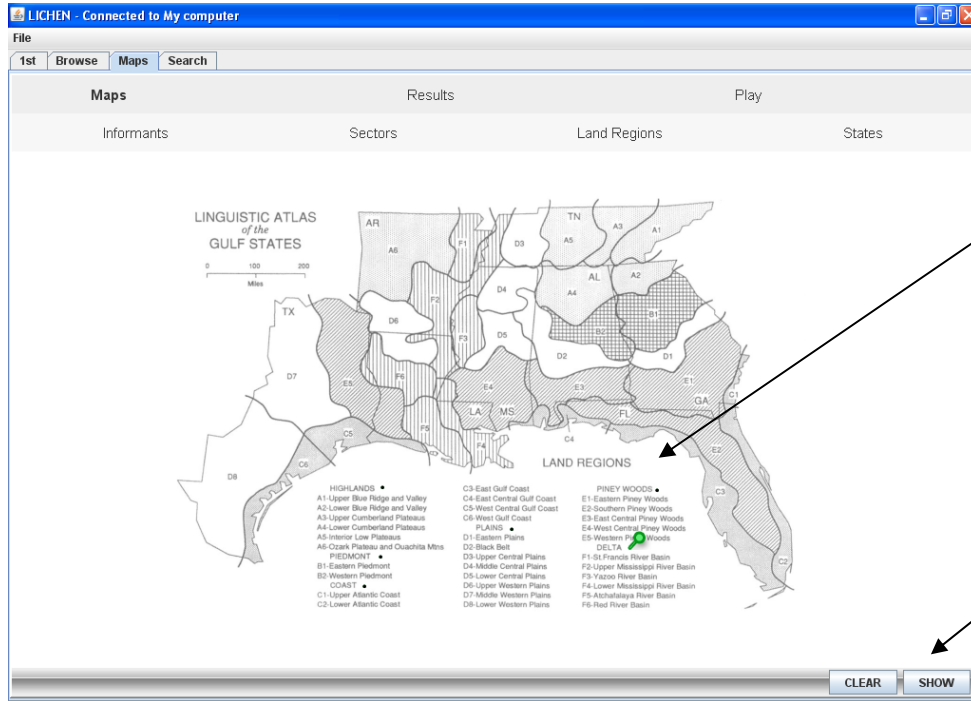 LICHEN - Connected to My computer
File
1st Browse Maps Search
Maps Results Play
Informants Sectors Land Regions States
LINGUISTIC ATLAS
of the
GULF STATES
0 100 200
Miles
AR
TN
A3
A1
A6
F1
D3
A5
AL
A2
D4
A4
TX
F2
B1
D6
B2
F3
D5
D2
D1
D7
E5
F6
E4
E3
E1
GA
C1
LA
MS
FL
C5
F5
F4
C4
E2
C6
D8
C3
C2
LAND REGIONS
HIGHLANDS •
A1-Upper Blue Ridge and Valley
A2-Lower Blue Ridge and Valley
A3-Upper Cumberland Plateaus
A4-Lower Cumberland Plateaus
A5-Interior Low Plateaus
A6-Ozark Plateau and Ouachita Mtns
PIEDMONT •
B1-Eastern Piedmont
B2-Western Piedmont
COAST •
C1-Upper Atlantic Coast
C2-Lower Atlantic Coast
C3-East Gulf Coast
C4-East Central Gulf Coast
C5-West Central Gulf Coast
C6-West Gulf Coast
PLAINS •
D1-Eastern Plains
D2-Black Belt
D3-Upper Central Plains
D4-Middle Central Plains
D5-Lower Central Plains
D6-Upper Western Plains
D7-Middle Western Plains
D8-Lower Western Plains
PINEY WOODS •
E1-Eastern Piney Woods
E2-Southern Piney Woods
E3-East Central Piney Woods
E4-West Central Piney Woods
E5-Western Piney Woods
DELTA
F1-St.Francis River Basin
F2-Upper Mississippi River Basin
F3-Yazoo River Basin
F4-Lower Mississippi River Basin
F5-Atchafalaya River Basin
F6-Red River Basin
CLEAR SHOW